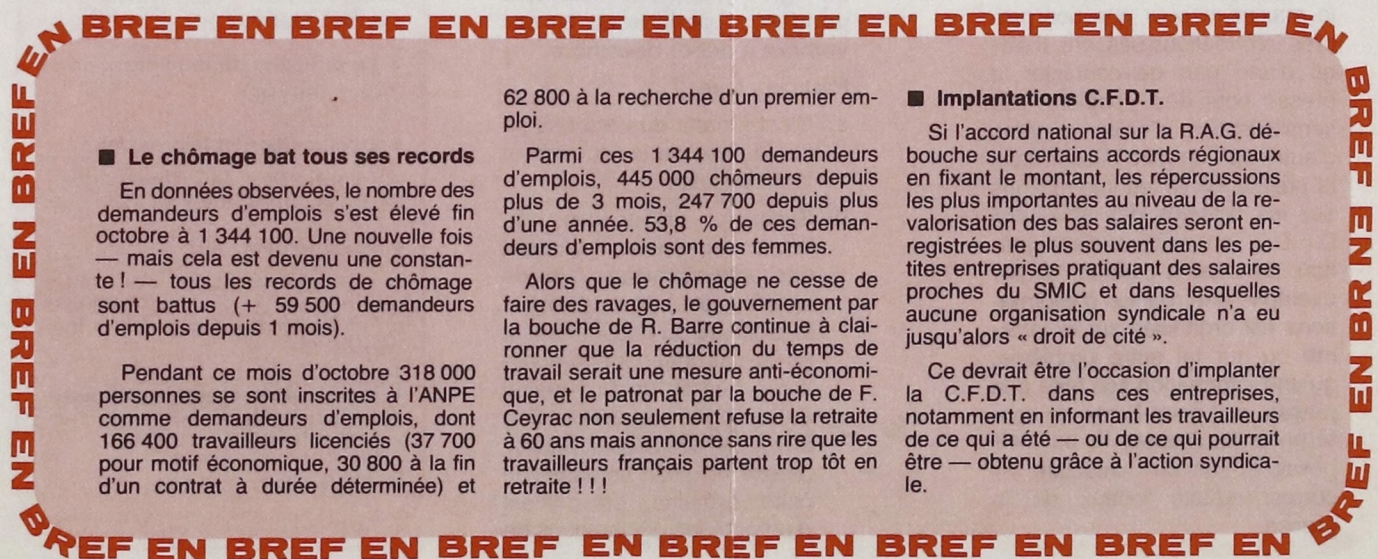 EN BREF EN BREF EN BREF EN BREF EN BREF EN BREF EN
BREF EN BR EN BREF
EN BREF EN BREF
■ Le chômage bat tous ses records
En données observées, le nombre des
demandeurs d'emplois s'est élevé fin
octobre à 1 344 100. Une nouvelle fois
— mais cela est devenu une constan-
te ! — tous les records de chômage
sont battus (+ 59 500 demandeurs
d'emplois depuis 1 mois).
Pendant ce mois d'octobre 318 000
personnes se sont inscrites à l'ANPE
comme demandeurs d'emplois, dont
166 400 travailleurs licenciés (37 700
pour motif économique, 30 800 à la fin
d'un contrat à durée déterminée) et
62 800 à la recherche d'un premier em-
ploi.
Parmi ces 1 344 100 demandeurs
d'emplois, 445 000 chômeurs depuis
plus de 3 mois, 247 700 depuis plus
d'une année. 53,8 % de ces deman-
deurs d'emplois sont des femmes.
Alors que le chômage ne cesse de
faire des ravages, le gouvernement par
la bouche de R. Barre continue à clai-
ronner que la réduction du temps de
travail serait une mesure anti-économi-
que, et le patronat par la bouche de F.
Ceyrac non seulement refuse la retraite
à 60 ans mais annonce sans rire que les
travailleurs français partent trop tôt en
retraite ! ! !
■ Implantations C.F.D.T.
Si l'accord national sur la R.A.G. dé-
bouche sur certains accords régionaux
en fixant le montant, les répercussions
les plus importantes au niveau de la re-
valorisation des bas salaires seront en-
registrées le plus souvent dans les pe-
tites entreprises pratiquant des salaires
proches du SMIC et dans lesquelles
aucune organisation syndicale n'a eu
jusqu'alors « droit de cité ».
Ce devrait être l'occasion d'implanter
la C.F.D.T. dans ces entreprises,
notamment en informant les travailleurs
de ce qui a été — ou de ce qui pourrait
être — obtenu grâce à l'action syndica-
le.
BREF EN BREF EN BREF EN BREF EN BREF EN BREF EN BREF